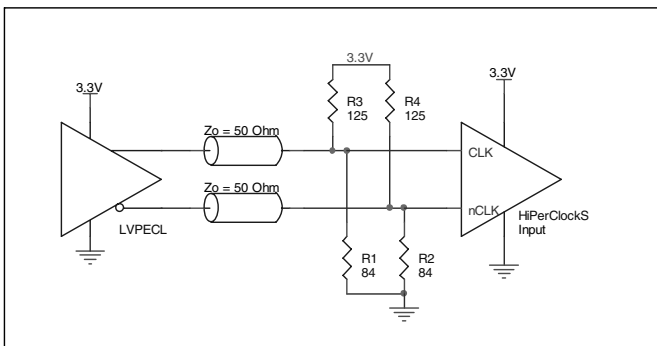 3.3V
3.3V
3.3V
R3
125
R4
125
Zo = 50 Ohm
CLK
Zo = 50 Ohm
nCLK
HiPerClockS
Input
LVPECL
R1
84
R2
84